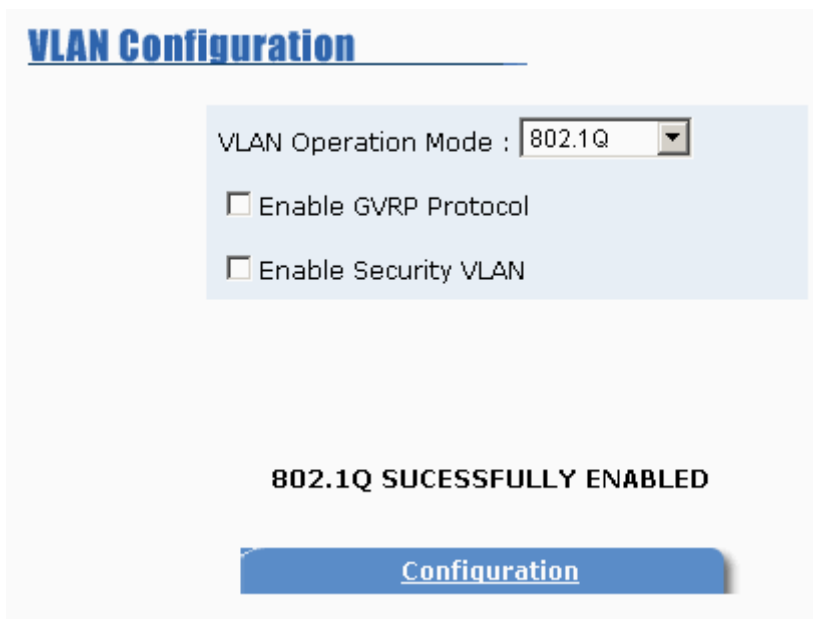 VLAN Configuration
VLAN Operation Mode : 802.1Q
Enable GVRP Protocol
Enable Security VLAN
802.1Q SUCESSFULLY ENABLED
Configuration